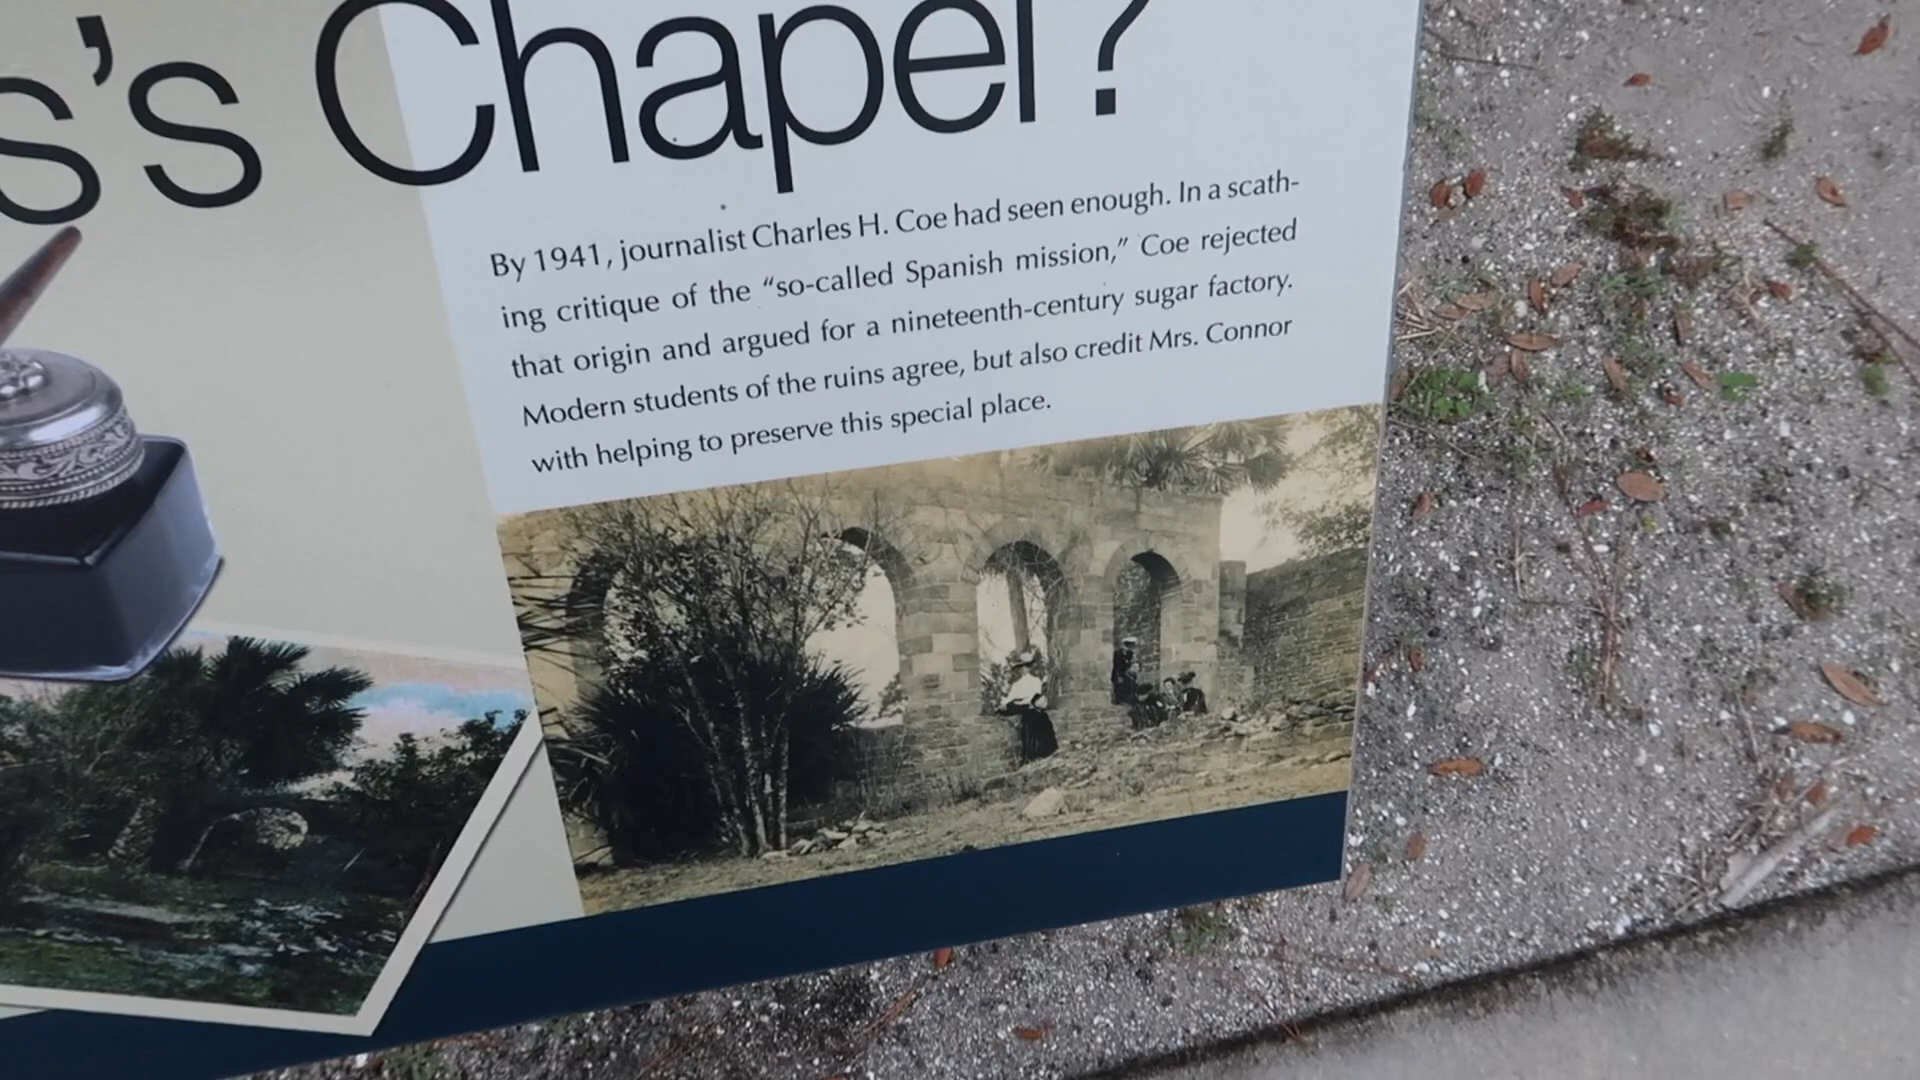 s's Chapel?
By 1941, journalist Charles H. Coe had seen enough. In a scath-
ing critique of the “so-called Spanish mission,” Coe rejected
that origin and argued for a nineteenth-century sugar factory.
Modern students of the ruins agree, but also credit Mrs. Connor
with helping to preserve this special place.